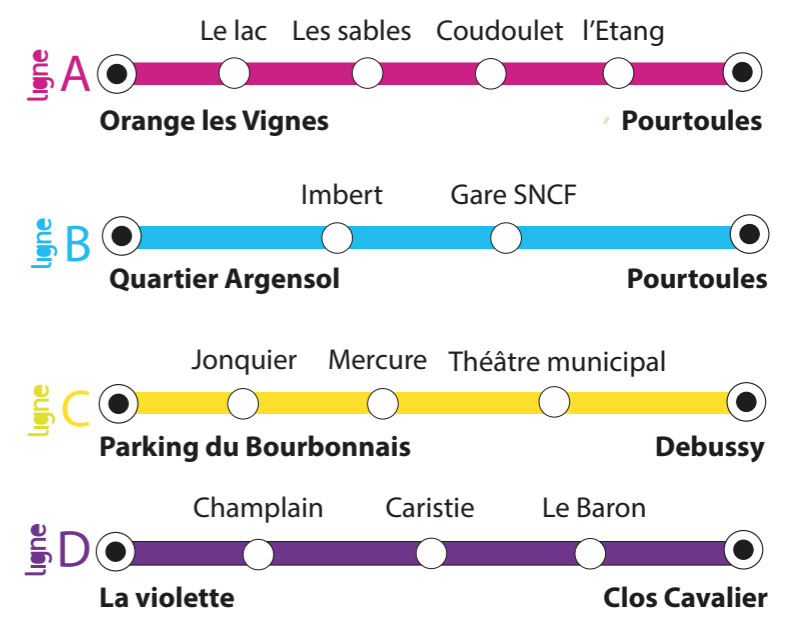 Le lac Les sables Coudoulet l'Etang
ligne A
Orange les Vignes Pourtoules
Imbert Gare SNCF
ligne B
Quartier Argensol Pourtoules
Jonquier Mercure Théâtre municipal
ligne C
Parking du Bourbonnais Debussy
Champlain Caristie Le Baron
ligne D
La violette Clos Cavalier